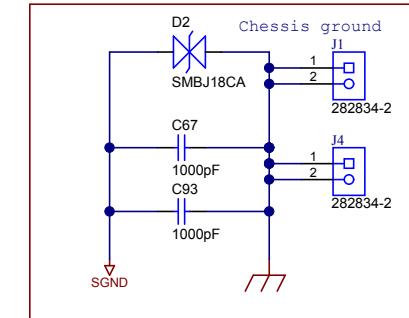 D2
Chessis ground
SMBJ18CA
J1
1
2
282834-2
C67
1000pF
J4
1
2
282834-2
C93
1000pF
SGND